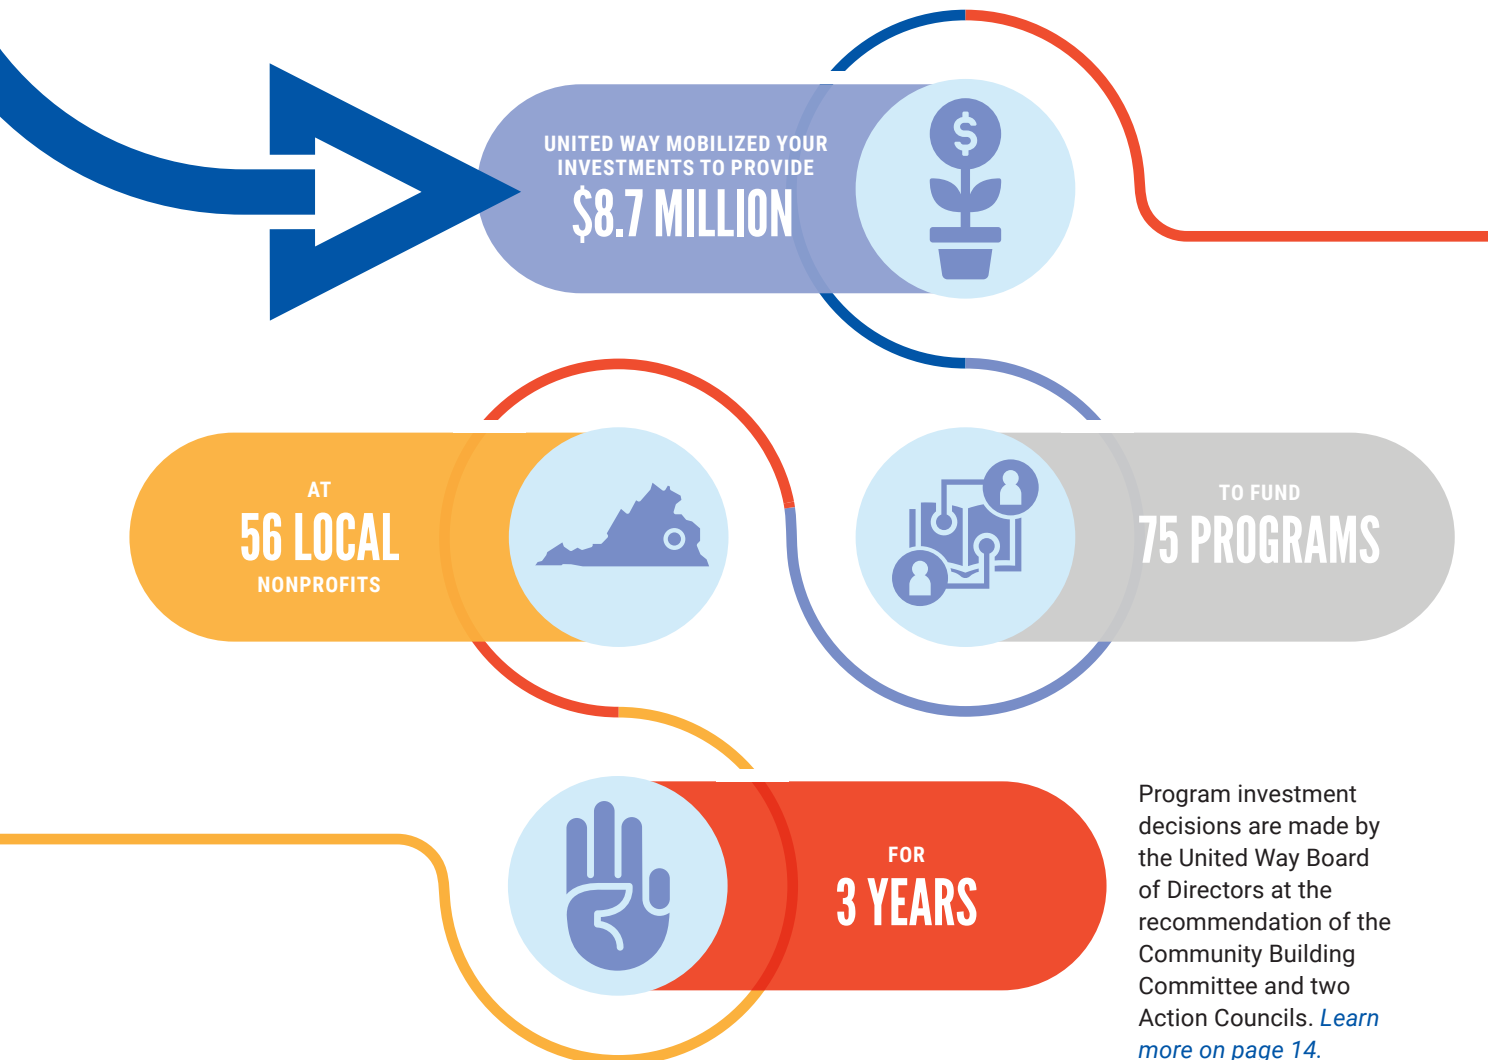 UNITED WAY MOBILIZED YOUR
INVESTMENTS TO PROVIDE
$8.7 MILLION
$
TO FUND
75 PROGRAMS
AT
56 LOCAL
NONPROFITS
FOR
3 YEARS
Program investment
decisions are made by
the United Way Board
of Directors at the
recommendation of the
Community Building
Committee and two
Action Councils. Learn
more on page 14.